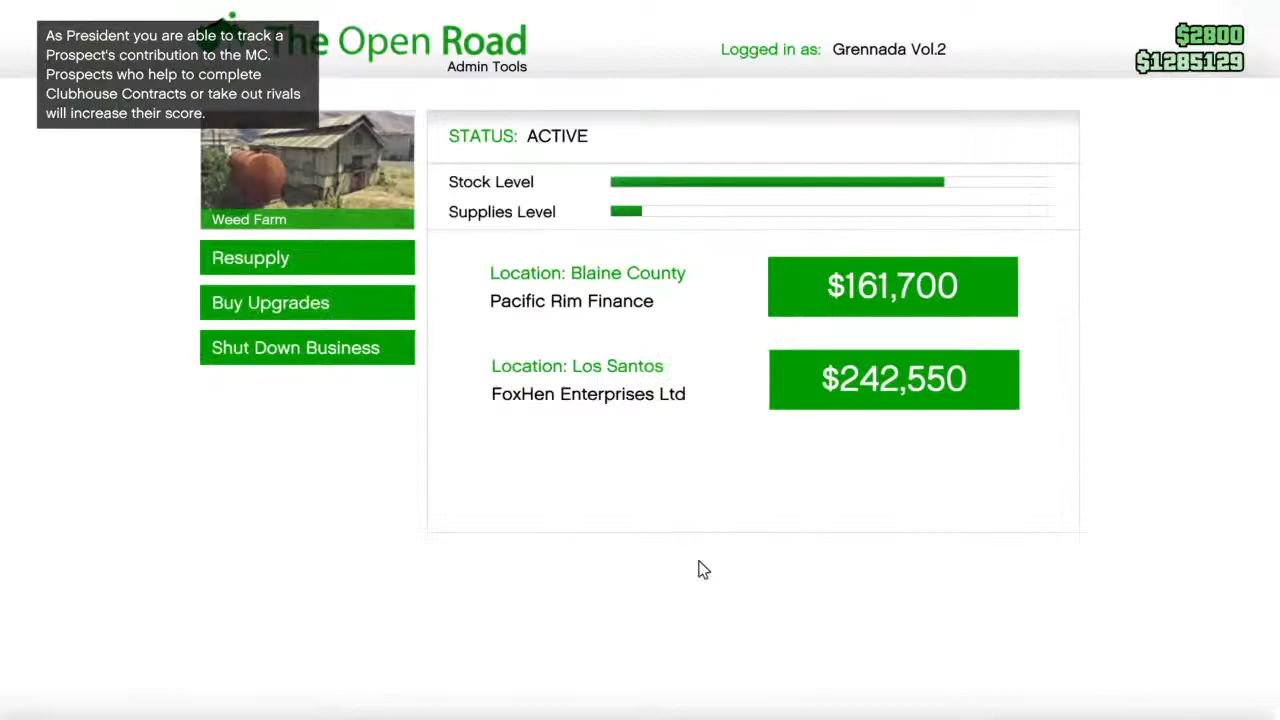 As President you are able to track a
Prospect's contribution to the MC.
Prospects who help to complete
Clubhouse Contracts or take out rivals
will increase their score.
The Open Road
Admin Tools
Logged in as: Grennada Vol.2
$2800
$1285129
Weed Farm
Resupply
Buy Upgrades
Shut Down Business
STATUS: ACTIVE
Stock Level
Supplies Level
Location: Blaine County
Pacific Rim Finance
$161,700
Location: Los Santos
FoxHen Enterprises Ltd
$242,550